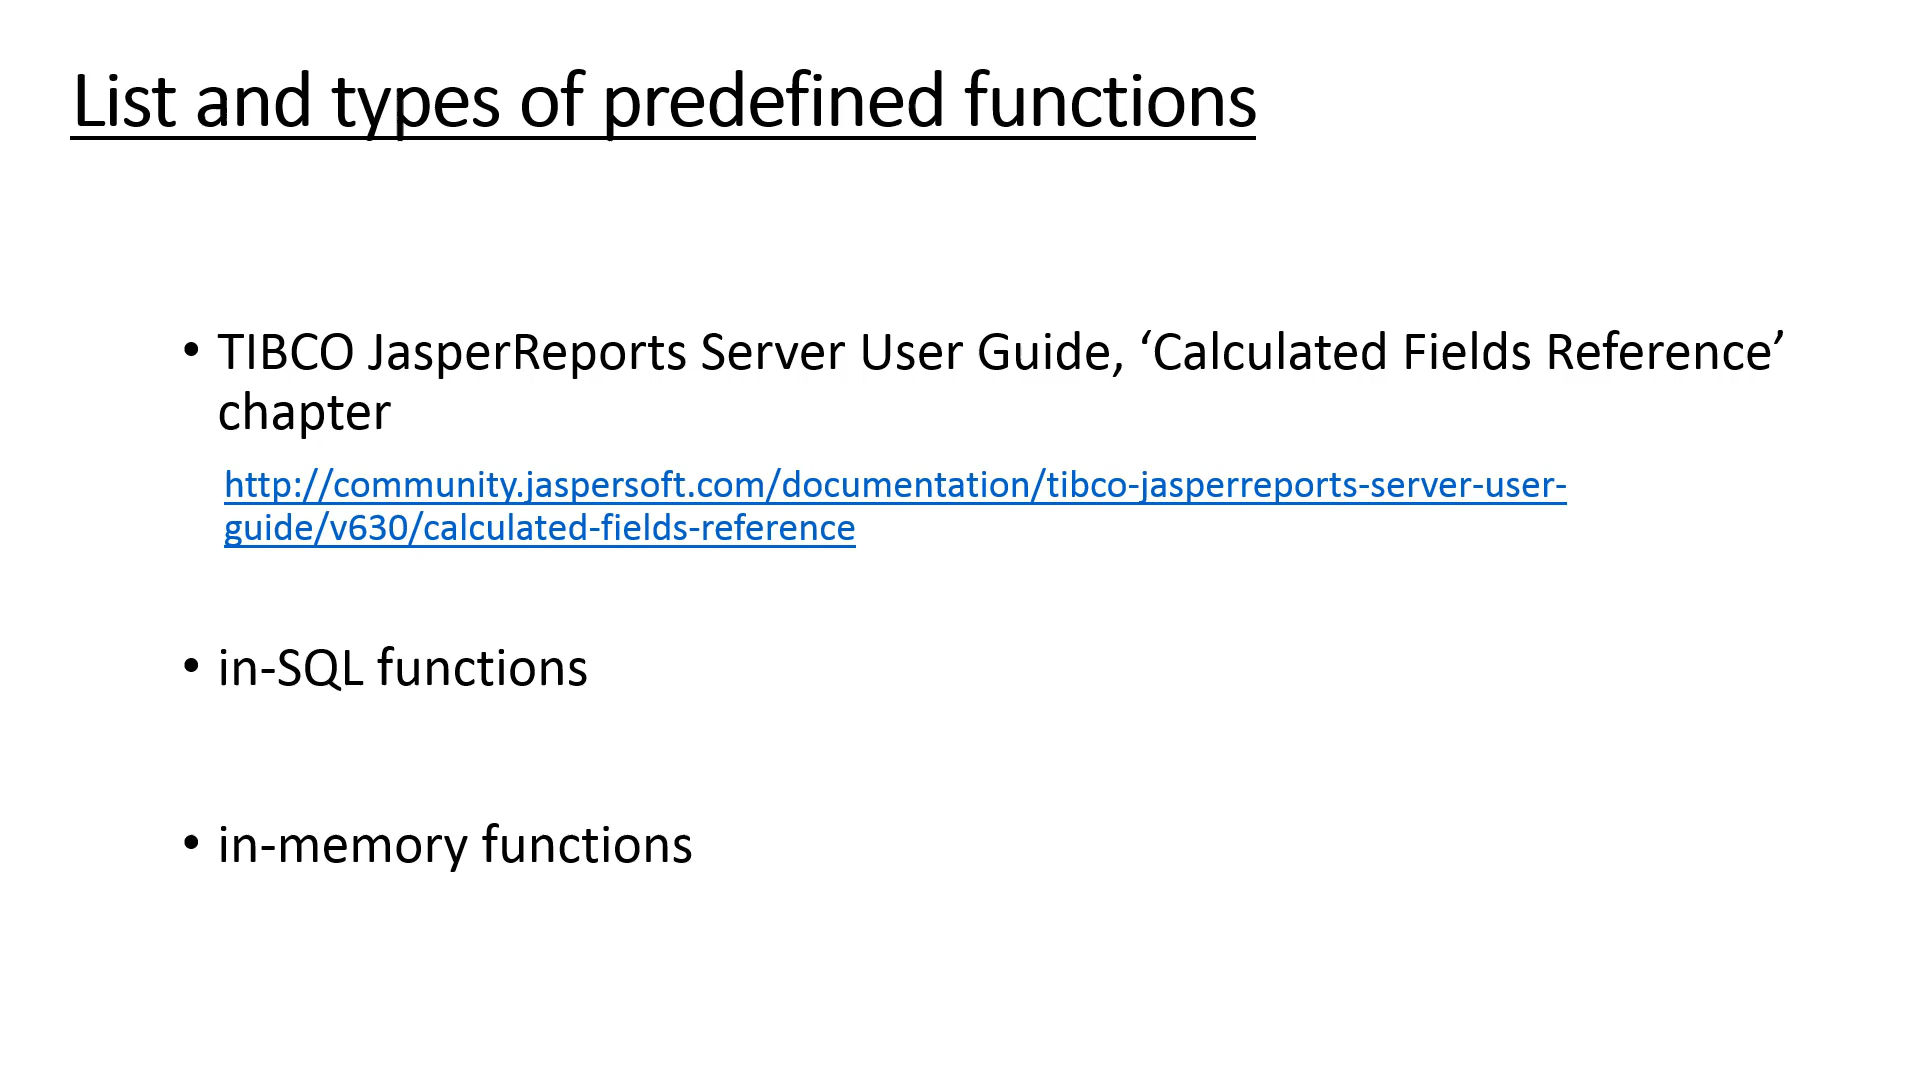 List and types of predefined functions
• TIBCO JasperReports Server User Guide, ‘Calculated Fields Reference’
chapter
http://community.jaspersoft.com/documentation/tibco-jasperreports-server-user-
guide/v630/calculated-fields-reference
• in-SQL functions
• in-memory functions